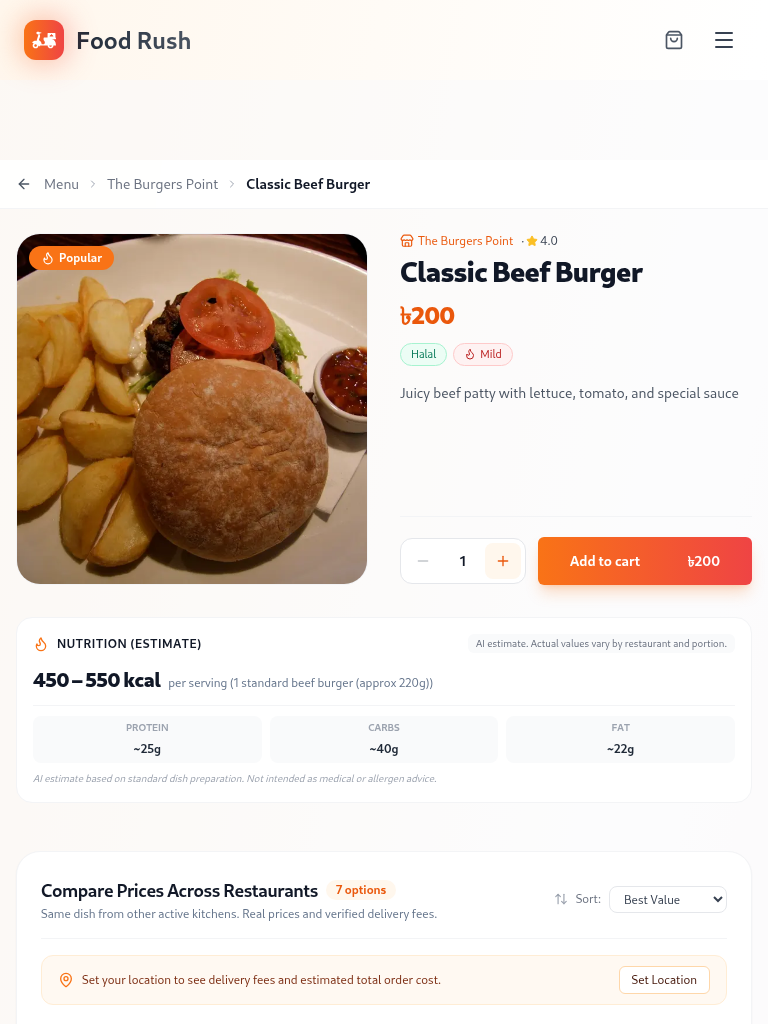 Food Rush
Menu > The Burgers Point > Classic Beef Burger
Popular
The Burgers Point · 4.0
Classic Beef Burger
৳200
Halal Mild
Juicy beef patty with lettuce, tomato, and special sauce
− 1 +
Add to cart ৳200
NUTRITION (ESTIMATE)
AI estimate. Actual values vary by restaurant and portion.
450 – 550 kcal per serving (1 standard beef burger (approx 220g))
PROTEIN CARBS FAT
~25g ~40g ~22g
AI estimate based on standard dish preparation. Not intended as medical or allergen advice.
Compare Prices Across Restaurants 7 options
Same dish from other active kitchens. Real prices and verified delivery fees.
Sort: Best Value
Set your location to see delivery fees and estimated total order cost.
Set Location